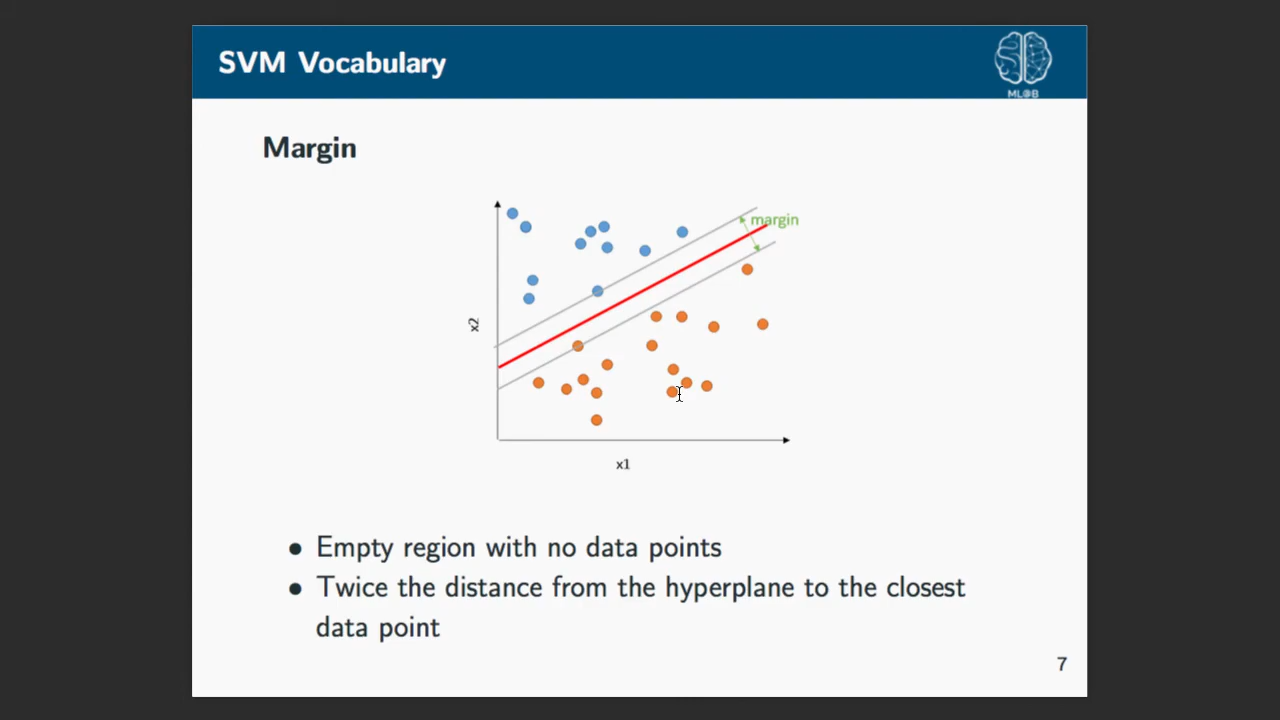 SVM Vocabulary
ML@B
Margin
margin
x2
x1
• Empty region with no data points
• Twice the distance from the hyperplane to the closest
data point
7